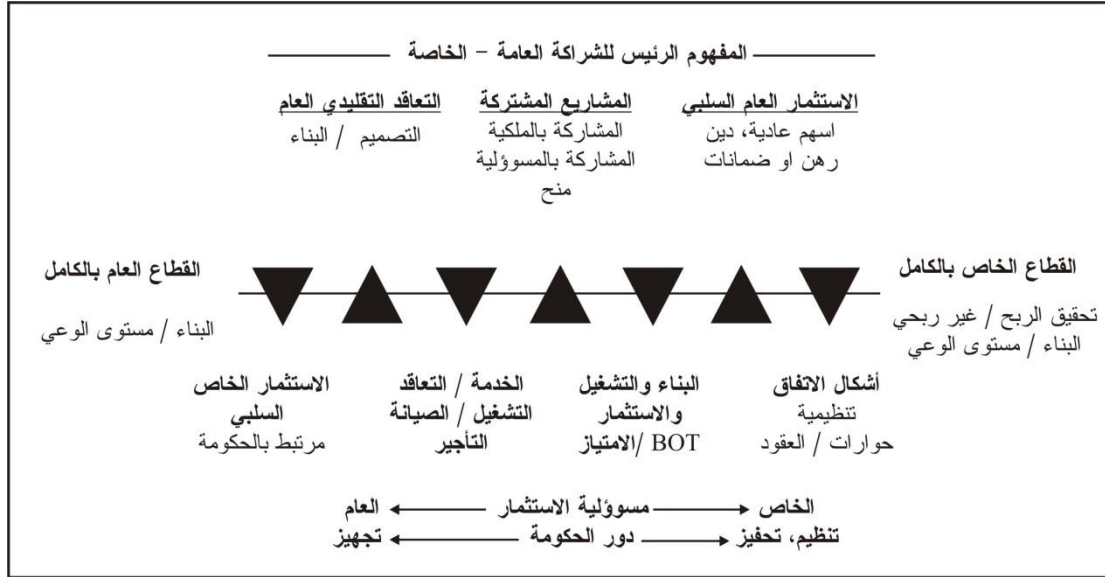 المفهوم الرئيس للشراكة العامة – الخاصة
الاستثمار العام السلبي
اسهم عادية، دين
رهن او ضمانات
المشاريع المشتركة
المشاركة بالملكية
المشاركة بالمسوؤلية
منح
التعاقد التقليدي العام
التصميم / البناء
القطاع الخاص بالكامل
تحقيق الربح / غير ربحي
البناء / مستوى الوعي
القطاع العام بالكامل
البناء / مستوى الوعي
أشكال الاتفاق
تنظيمية
حوارات / العقود
البناء والتشغيل
والاستثمار
BOT /الامتياز
الخدمة / التعاقد
التشغيل / الصيانة
التأجير
الاستثمار الخاص
السلبي
مرتبط بالحكومة
الخاص مسوؤلية الاستثمار العام
تنظيم، تحفيز دور الحكومة تجهيز